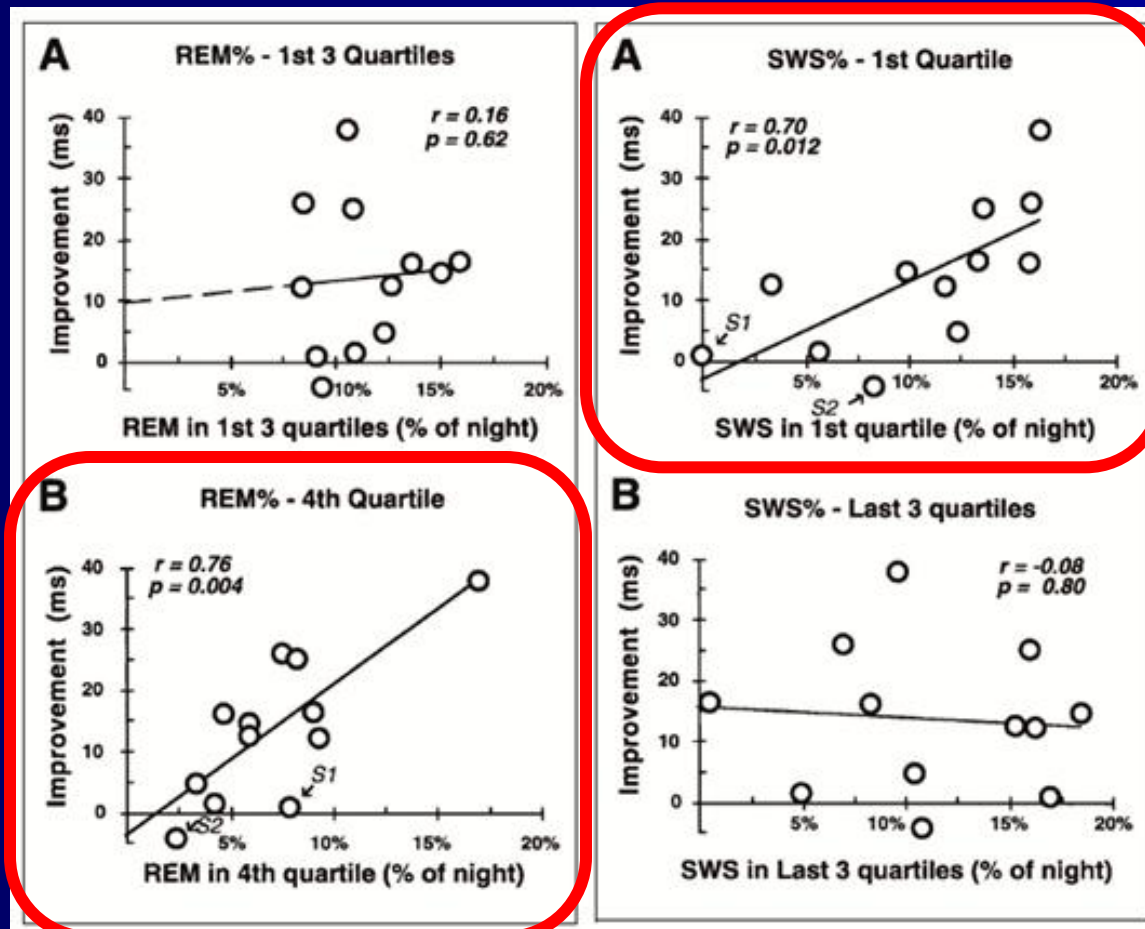 A
REM% - 1st 3 Quartiles
r = 0.16
p = 0.62
Improvement (ms)
40
30
20
10
0
5%
10%
15%
20%
REM in 1st 3 quartiles (% of night)
A
SWS% - 1st Quartile
r = 0.70
p = 0.012
Improvement (ms)
40
30
20
10
0
S1
S2
5%
10%
15%
20%
SWS in 1st quartile (% of night)
B
REM% - 4th Quartile
r = 0.76
p = 0.004
Improvement (ms)
40
30
20
10
0
S1
S2
5%
10%
15%
20%
REM in 4th quartile (% of night)
B
SWS% - Last 3 quartiles
r = -0.08
p = 0.80
Improvement (ms)
40
30
20
10
0
5%
10%
15%
20%
SWS in Last 3 quartiles (% of night)